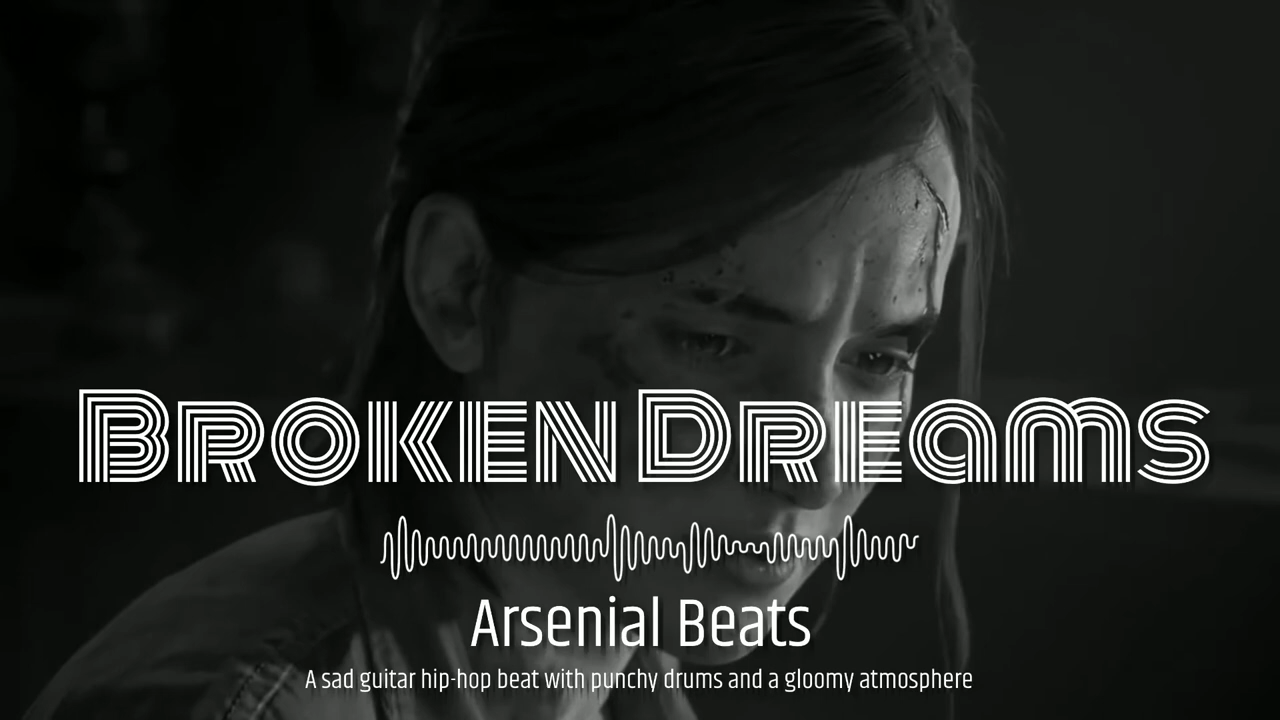 Broken Dreams
Arsenial Beats
A sad guitar hip-hop beat with punchy drums and a gloomy atmosphere